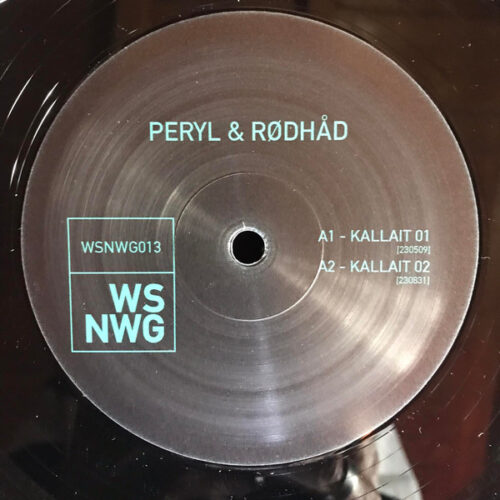 PERYL & RØDHÅD
WSNWG013
WS
NWG
A1 - KALLAIT 01
[230509]
A2 - KALLAIT 02
[230831]